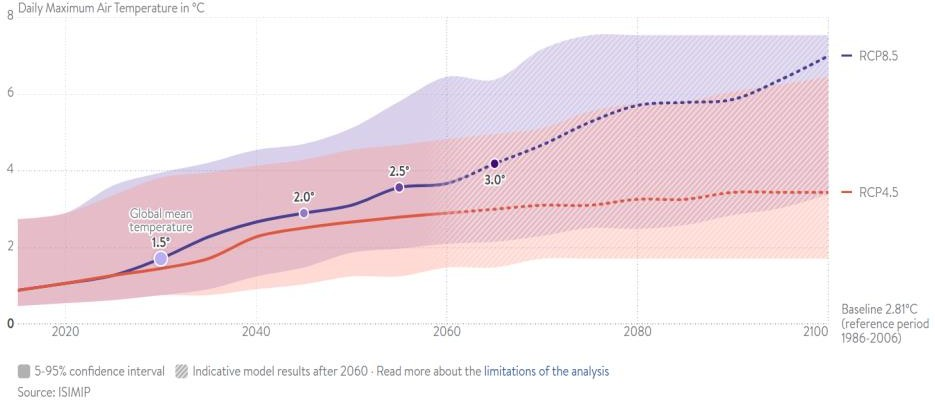 Daily Maximum Air Temperature in °C
8
6
4
2
0
Global mean
temperature
1.5°
2.0°
2.5°
3.0°
RCP8.5
RCP4.5
2020
2040
2060
2080
2100
Baseline 2.81°C
(reference period
1986-2006)
5-95% confidence interval
Indicative model results after 2060 · Read more about the limitations of the analysis
Source: ISIMIP